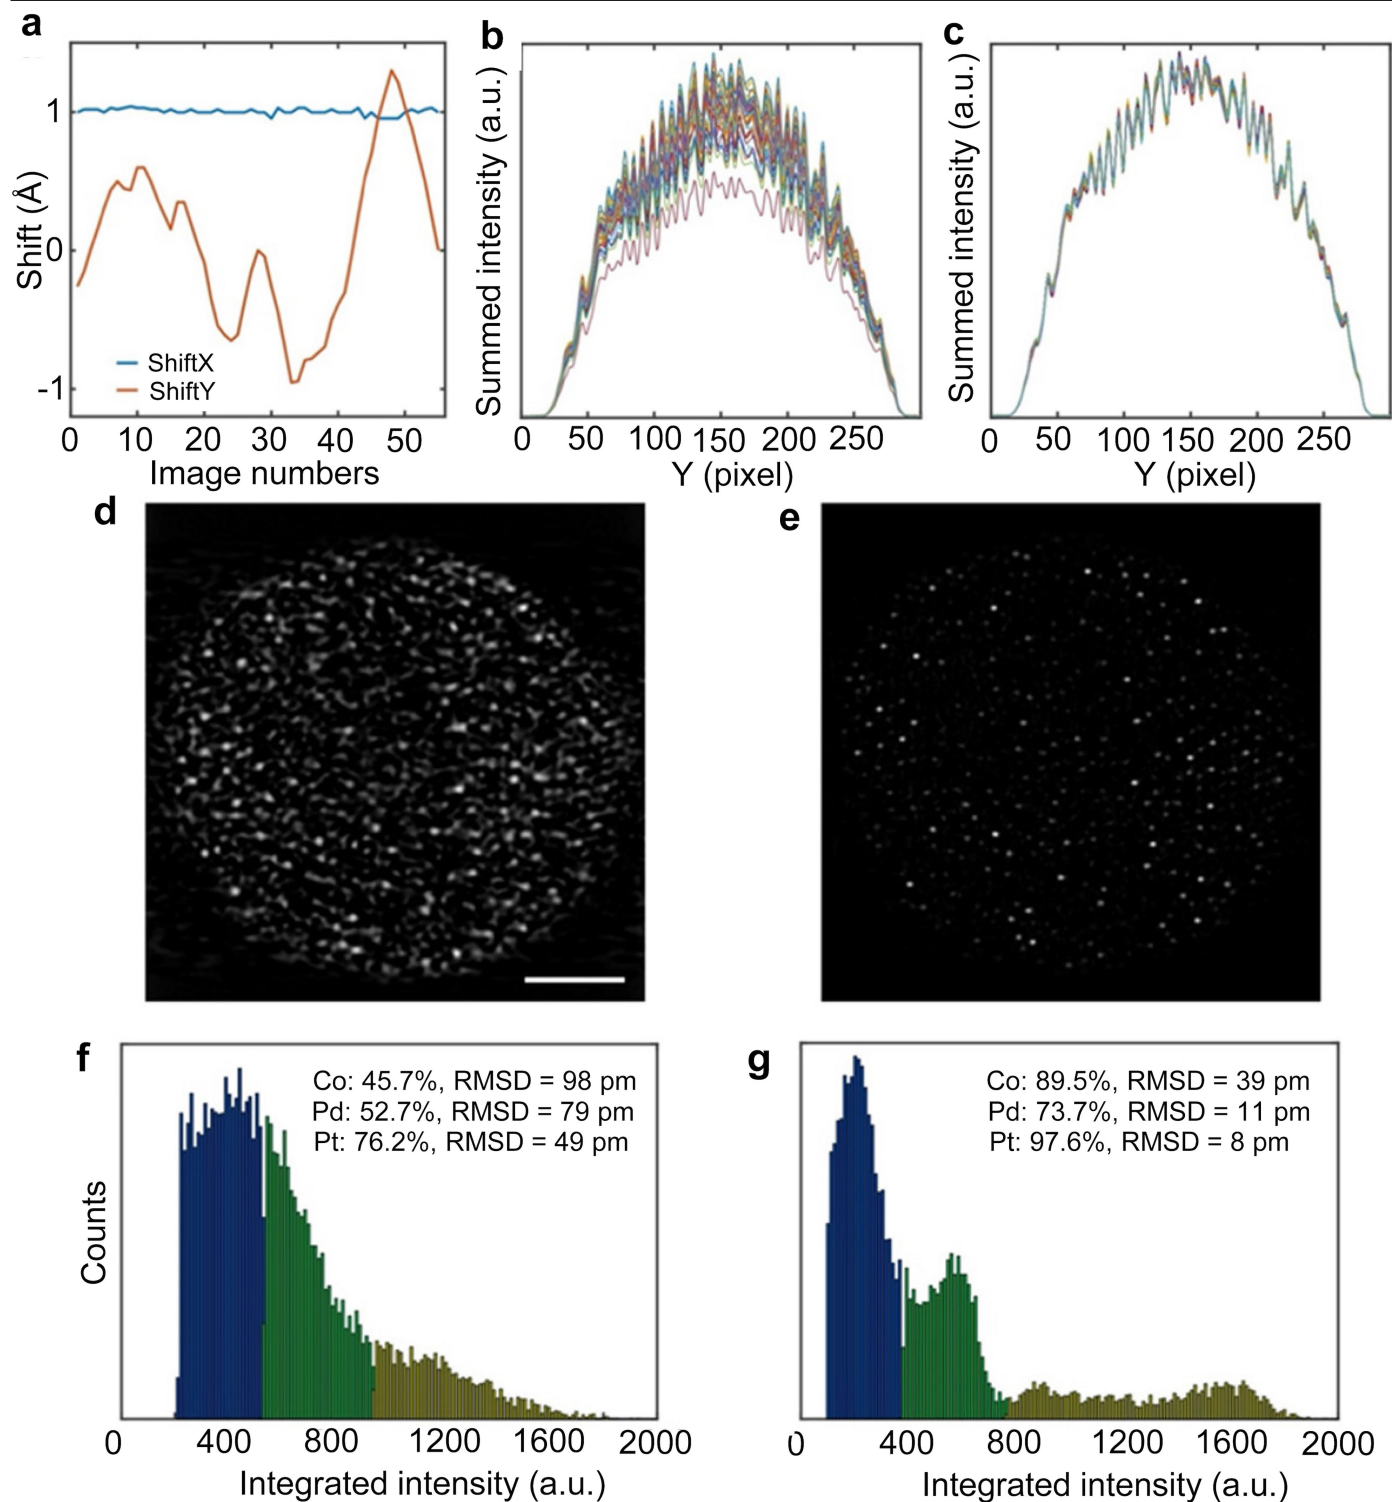 a
Shift (Å)
1
0
-1
ShiftX
ShiftY
0 10 20 30 40 50
Image numbers
b
Summed intensity (a.u.)
0 50 100 150 200 250
Y (pixel)
c
Summed intensity (a.u.)
0 50 100 150 200 250
Y (pixel)
d
e
f
Co: 45.7%, RMSD = 98 pm
Pd: 52.7%, RMSD = 79 pm
Pt: 76.2%, RMSD = 49 pm
Counts
0 400 800 1200 1600 2000
Integrated intensity (a.u.)
g
Co: 89.5%, RMSD = 39 pm
Pd: 73.7%, RMSD = 11 pm
Pt: 97.6%, RMSD = 8 pm
0 400 800 1200 1600 2000
Integrated intensity (a.u.)